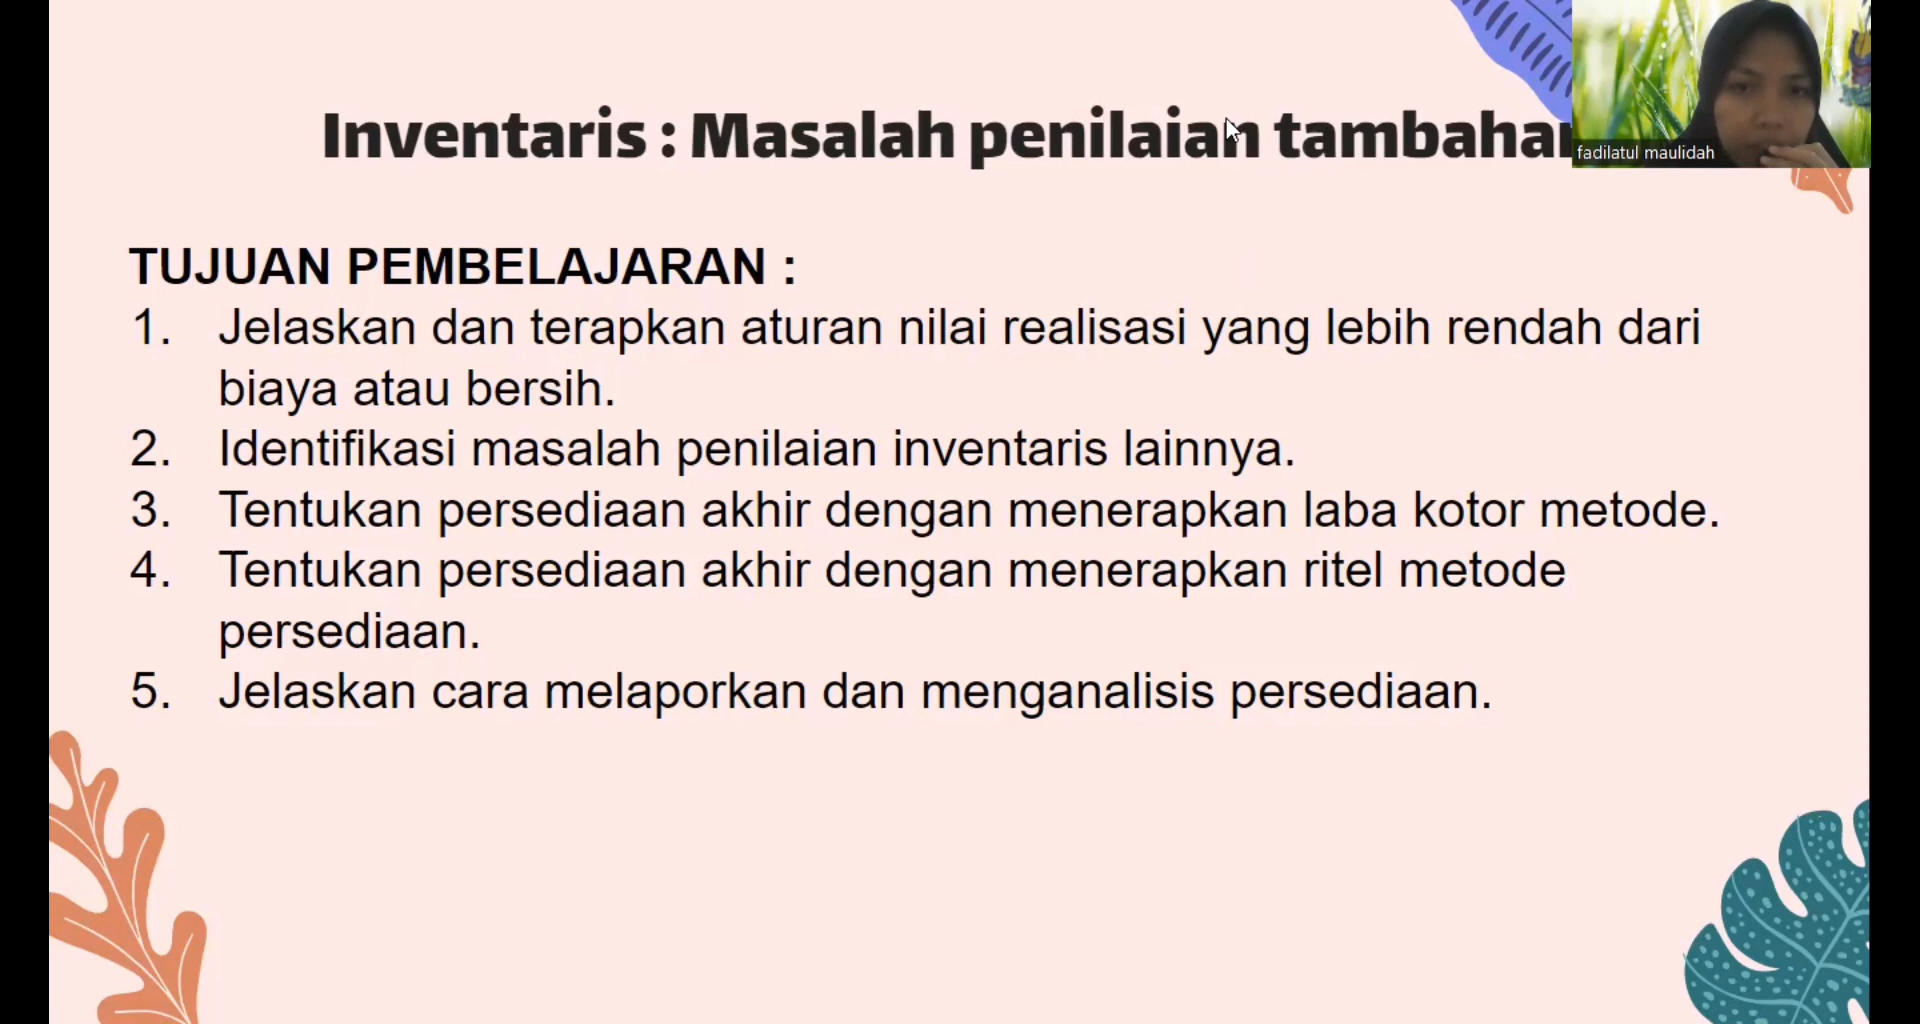 Inventaris : Masalah penilaian tambahan
fadilatul maulidah
TUJUAN PEMBELAJARAN :
1. Jelaskan dan terapkan aturan nilai realisasi yang lebih rendah dari
biaya atau bersih.
2. Identifikasi masalah penilaian inventaris lainnya.
3. Tentukan persediaan akhir dengan menerapkan laba kotor metode.
4. Tentukan persediaan akhir dengan menerapkan ritel metode
persediaan.
5. Jelaskan cara melaporkan dan menganalisis persediaan.